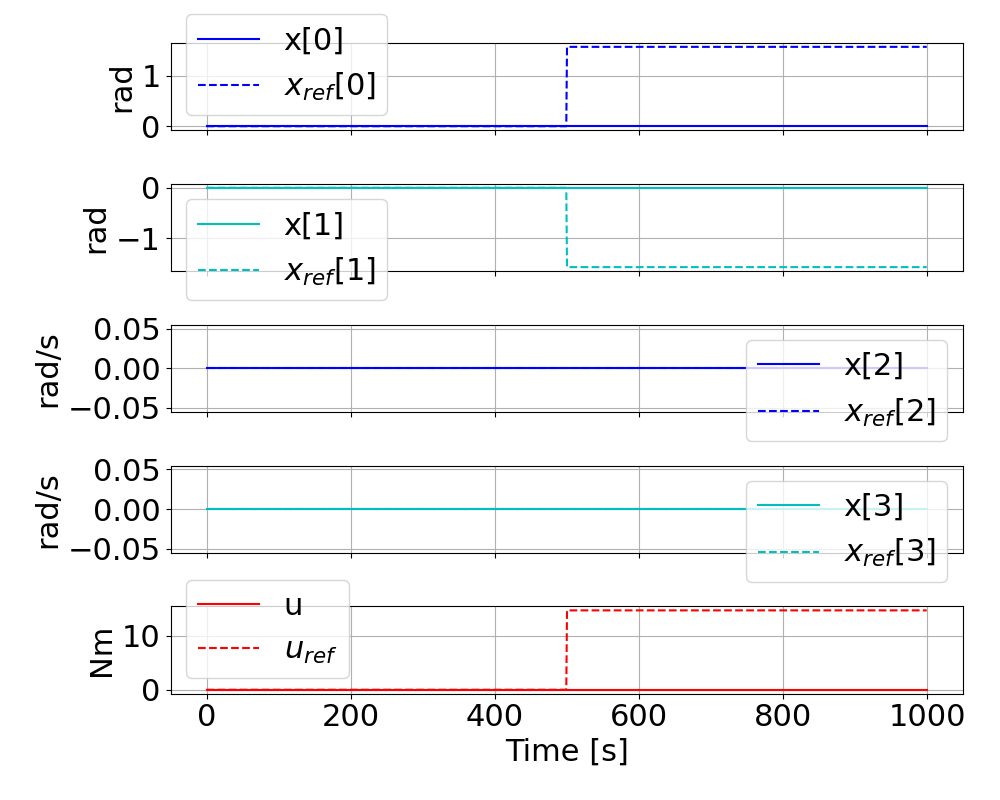 x[0]
x_ref[0]
rad
1
0
0
−1
rad
x[1]
x_ref[1]
0.05
0.00
−0.05
rad/s
x[2]
x_ref[2]
0.05
0.00
−0.05
rad/s
x[3]
x_ref[3]
u
u_ref
10
0
Nm
0 200 400 600 800 1000
Time [s]